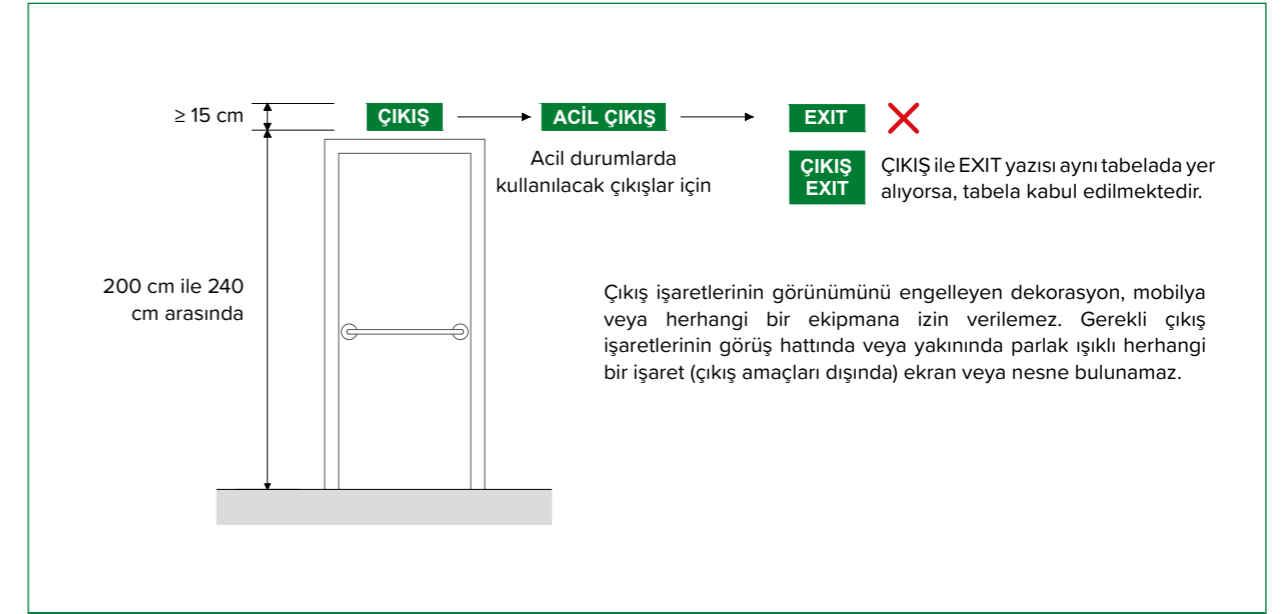 ≥ 15 cm
ÇIKIŞ
ACİL ÇIKIŞ
EXIT
Acil durumlarda
kullanılacak çıkışlar için
ÇIKIŞ
EXIT
ÇIKIŞ ile EXIT yazısı aynı tabelada yer
alıyorsa, tabela kabul edilmektedir.
200 cm ile 240
cm arasında
Çıkış işaretlerinin görünümünü engelleyen dekorasyon, mobilya
veya herhangi bir ekipmana izin verilemez. Gerekli çıkış
işaretlerinin görüş hattında veya yakınında parlak ışıklı herhangi
bir işaret (çıkış amaçları dışında) ekran veya nesne bulunamaz.